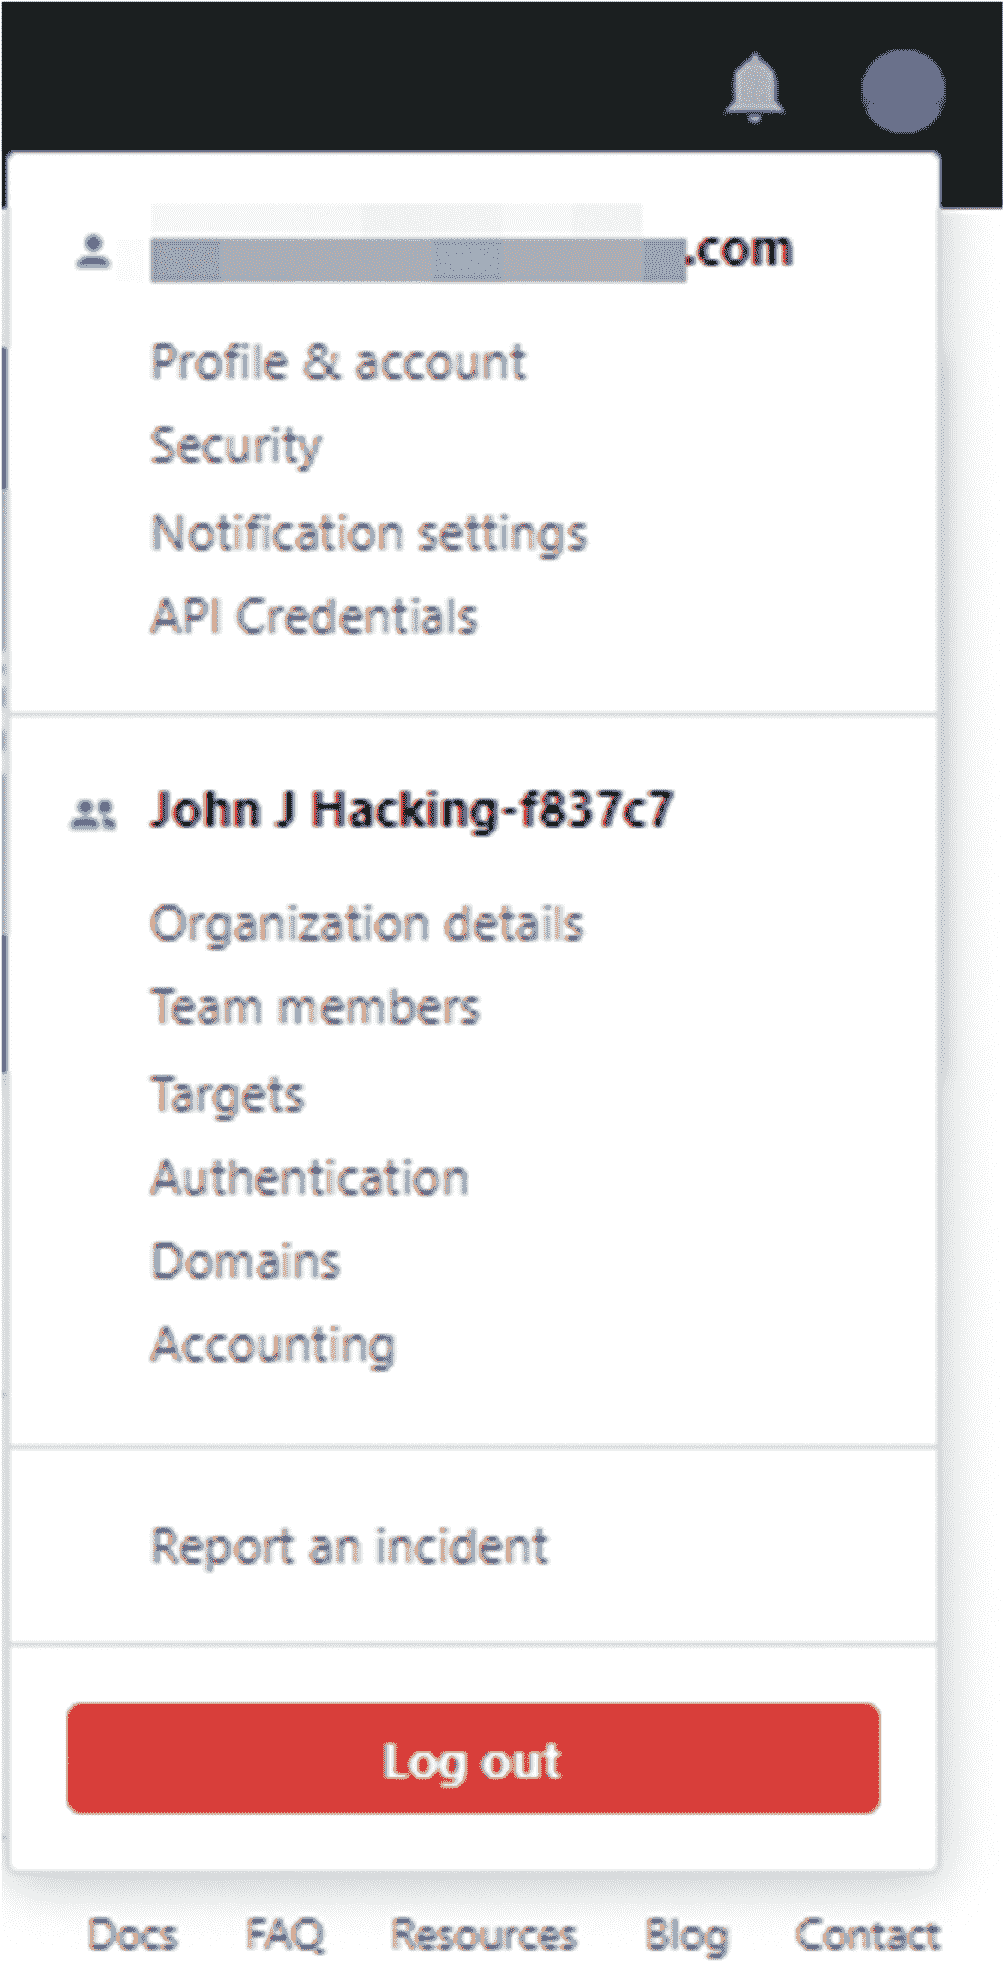 .com
Profile & account
Security
Notification settings
API Credentials
John J Hacking-f837c7
Organization details
Team members
Targets
Authentication
Domains
Accounting
Report an incident
Log out
Docs FAQ Resources Blog Contact